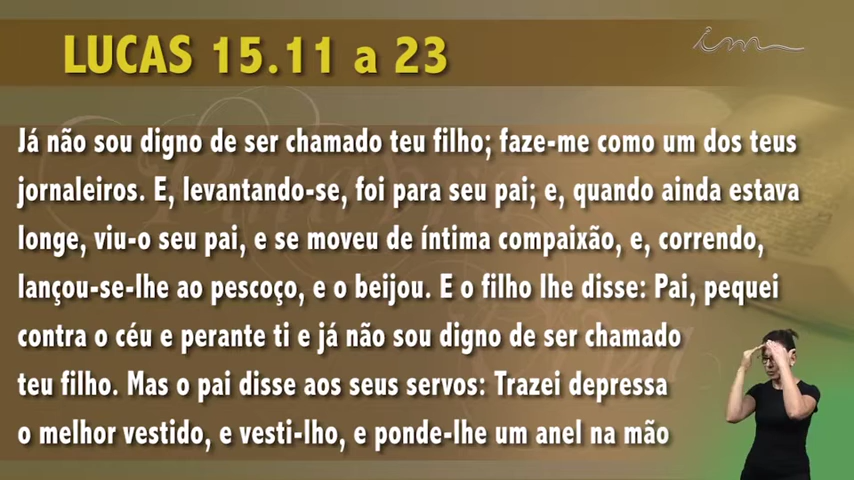 LUCAS 15.11 a 23
im
Já não sou digno de ser chamado teu filho; faze-me como um dos teus
jornaleiros. E, levantando-se, foi para seu pai; e, quando ainda estava
longe, viu-o seu pai, e se moveu de íntima compaixão, e, correndo,
lançou-se-lhe ao pescoço, e o beijou. E o filho lhe disse: Pai, pequei
contra o céu e perante ti e já não sou digno de ser chamado
teu filho. Mas o pai disse aos seus servos: Trazei depressa
o melhor vestido, e vesti-lho, e ponde-lhe um anel na mão